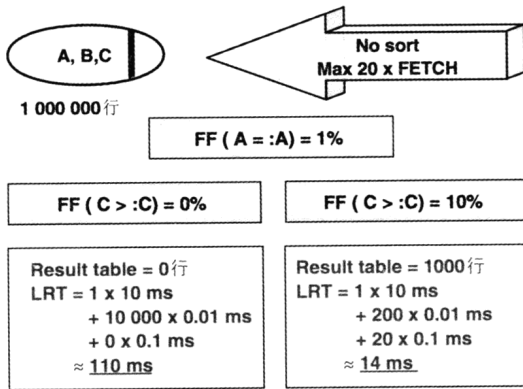 A, B,C
No sort
Max 20 x FETCH
1 000 000行
FF ( A = :A) = 1%
FF ( C > :C) = 0%
FF ( C > :C) = 10%
Result table = 0行
LRT = 1 x 10 ms
+ 10 000 x 0.01 ms
+ 0 x 0.1 ms
≈ 110 ms
Result table = 1000行
LRT = 1 x 10 ms
+ 200 x 0.01 ms
+ 20 x 0.1 ms
≈ 14 ms